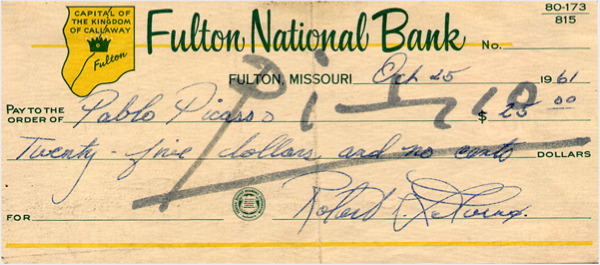 CAPITAL OF
THE KINGDOM
OF CALLAWAY
Fulton
Fulton National Bank
No.
80-173
815
FULTON, MISSOURI Oct 25 1961
PAY TO THE
ORDER OF Pablo Picasso $ 25 00
Twenty-five dollars and no cents DOLLARS
FOR
Robert